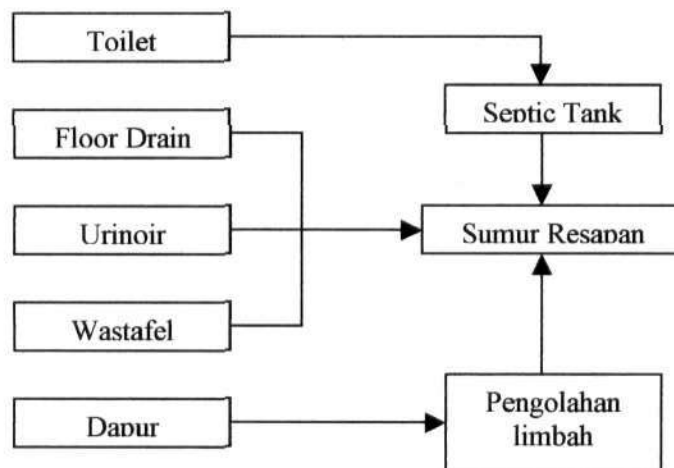 Toilet
Septic Tank
Floor Drain
Urinoir
Sumur Resapan
Wastafel
Dapur
Pengolahan
limbah